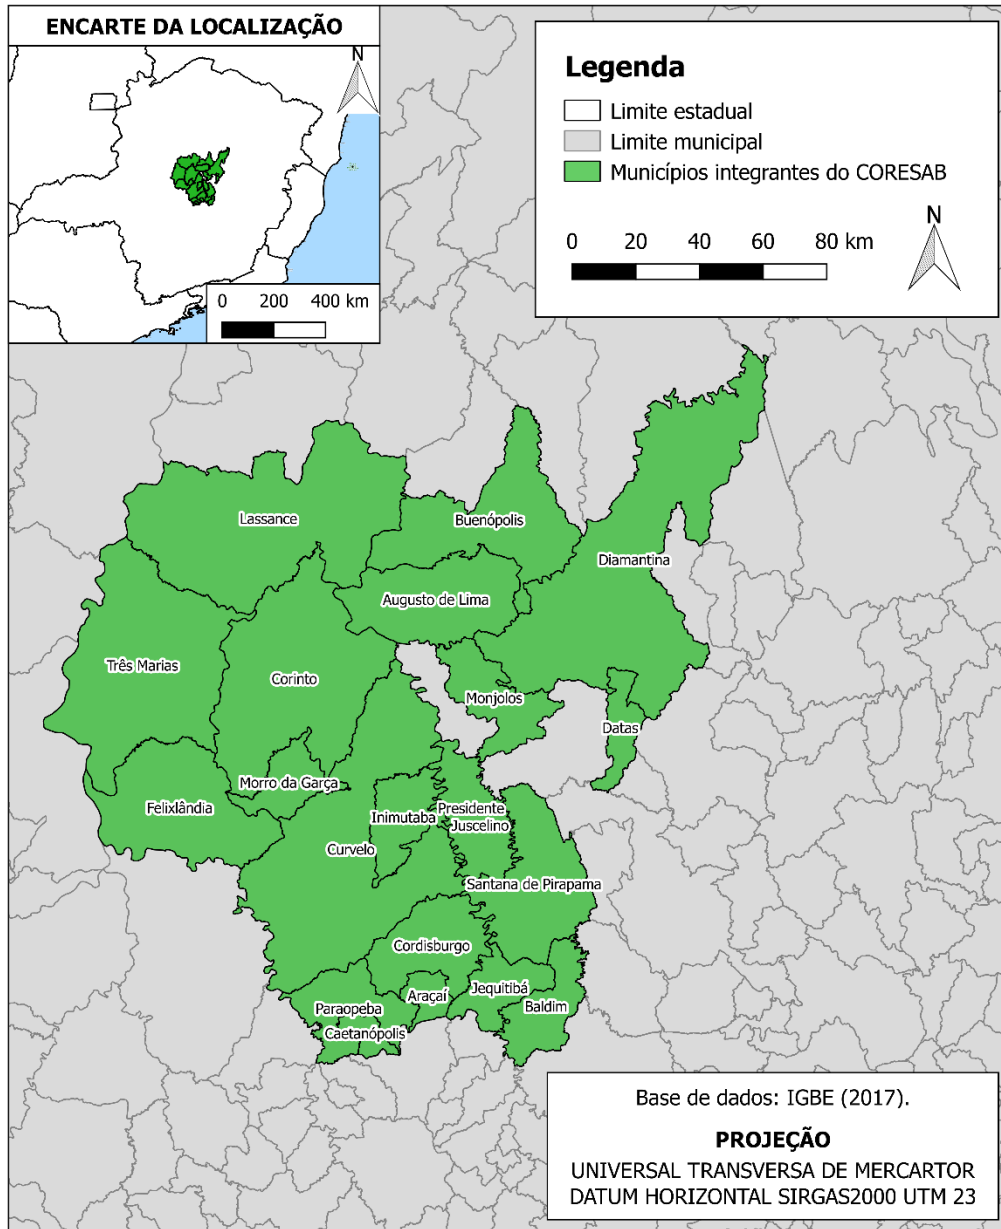 ENCARTE DA LOCALIZAÇÃO
N
0 200 400 km
Legenda
Limite estadual
Limite municipal
Municípios integrantes do CORESAB
0 20 40 60 80 km
N
Lassance
Buenópolis
Diamantina
Augusto de Lima
Três Marias
Corinto
Monjolos
Datas
Morro da Garça
Felixlândia
Inimutaba
Presidente
Juscelino
Curvelo
Santana de Pirapama
Cordisburgo
Araçaí
Jequitibá
Paraopeba
Baldim
Caetanópolis
Base de dados: IGBE (2017).
PROJEÇÃO
UNIVERSAL TRANSVERSA DE MERCARTOR
DATUM HORIZONTAL SIRGAS2000 UTM 23